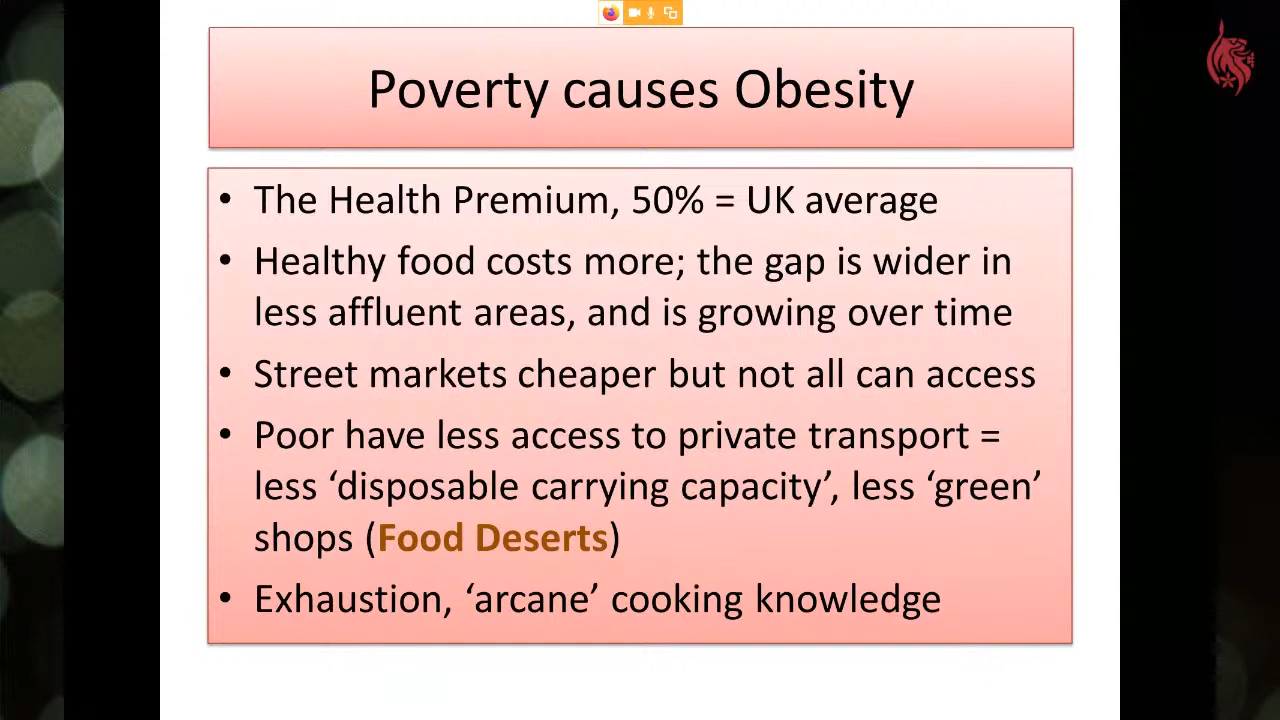 Poverty causes Obesity
• The Health Premium, 50% = UK average
• Healthy food costs more; the gap is wider in
less affluent areas, and is growing over time
• Street markets cheaper but not all can access
• Poor have less access to private transport =
less ‘disposable carrying capacity’, less ‘green’
shops (Food Deserts)
• Exhaustion, ‘arcane’ cooking knowledge